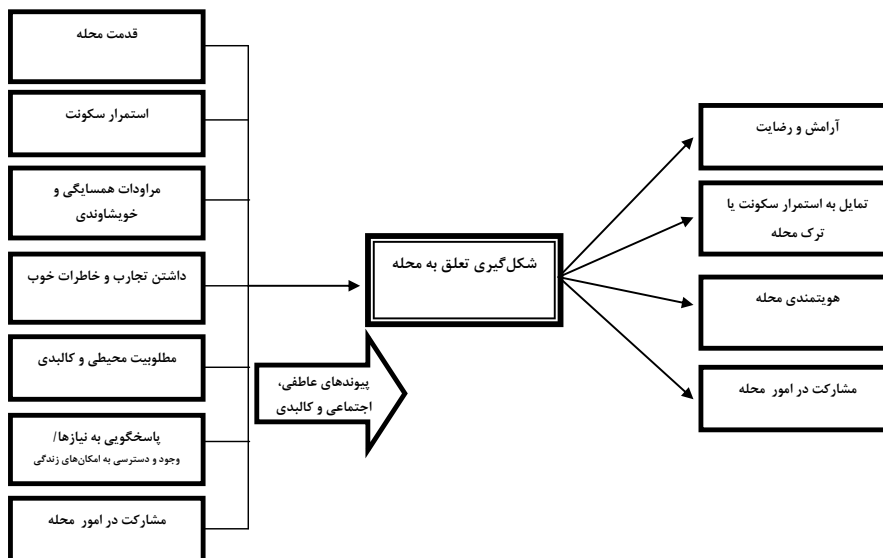 قدمت محله
استمرار سکونت
مراودات همسایگی و
خویشاوندی
داشتن تجارب و خاطرات خوب
مطلوبیت محیطی و کالبدی
پاسخگویی به نیازها/
وجود و دسترسی به امکان‌های زندگی
مشارکت در امور محله
شکل‌گیری تعلق به محله
پیوندهای عاطفی،
اجتماعی و کالبدی
آرامش و رضایت
تمایل به استمرار سکونت یا
ترک محله
هویتمندی محله
مشارکت در امور محله